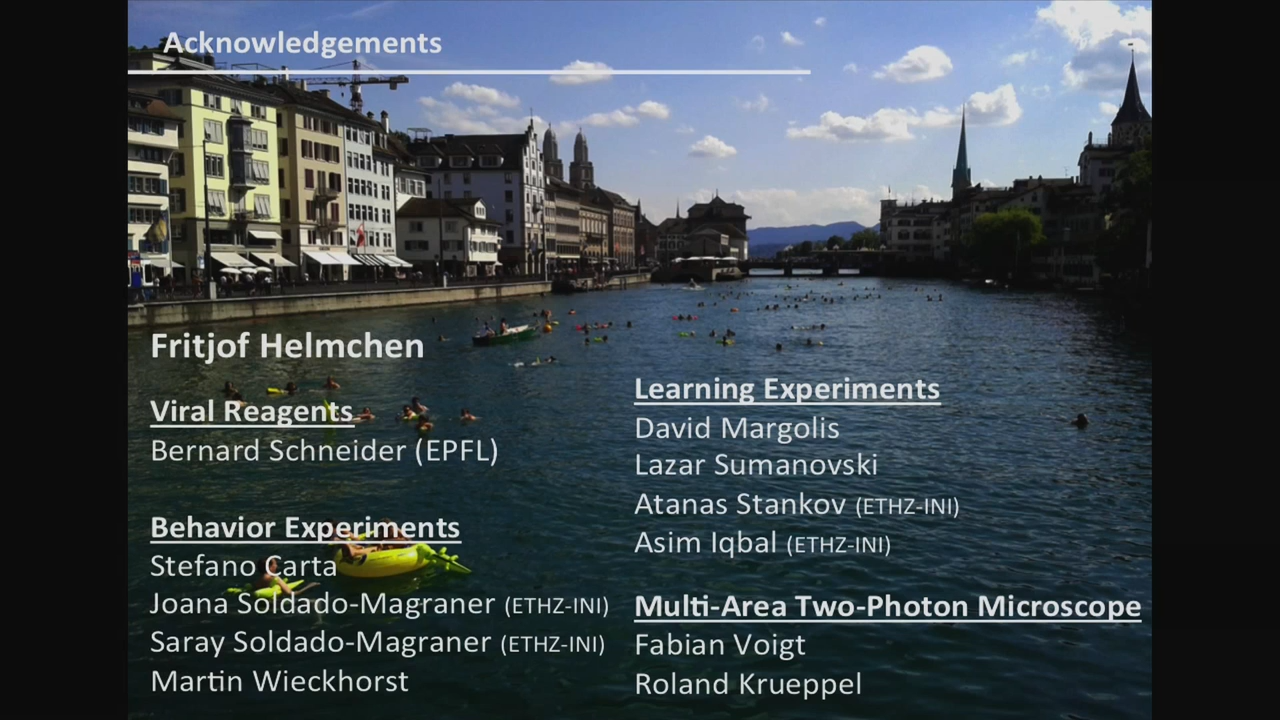 Acknowledgements
Fritjof Helmchen
Viral Reagents
Bernard Schneider (EPFL)
Behavior Experiments
Stefano Carta
Joana Soldado-Magraner (ETHZ-INI)
Saray Soldado-Magraner (ETHZ-INI)
Martin Wieckhorst
Learning Experiments
David Margolis
Lazar Sumanovski
Atanas Stankov (ETHZ-INI)
Asim Iqbal (ETHZ-INI)
Multi-Area Two-Photon Microscope
Fabian Voigt
Roland Krueppel